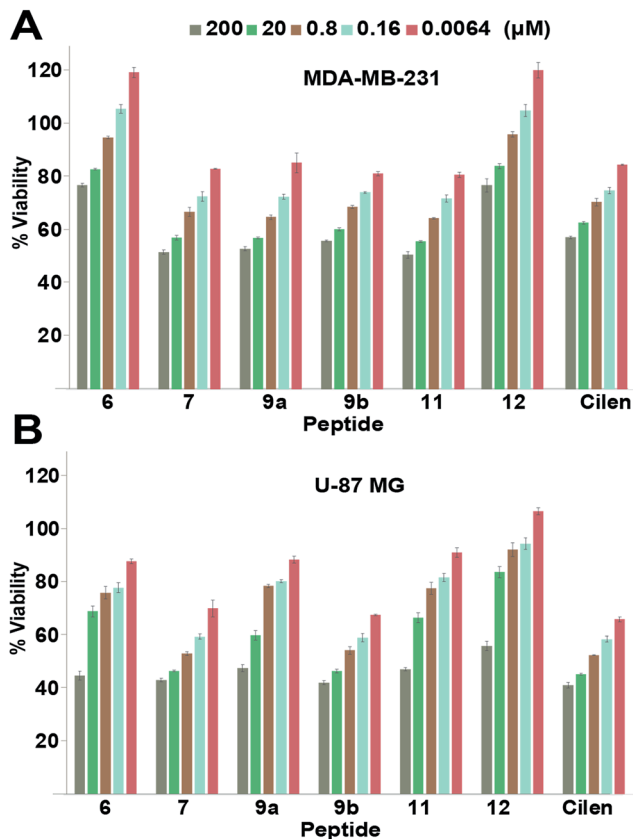 A
200 20 0.8 0.16 0.0064 (µM)
MDA-MB-231
% Viability
120
100
80
60
40
20
6 7 9a 9b 11 12 Cilen
Peptide
B
U-87 MG
% Viability
120
100
80
60
40
20
6 7 9a 9b 11 12 Cilen
Peptide